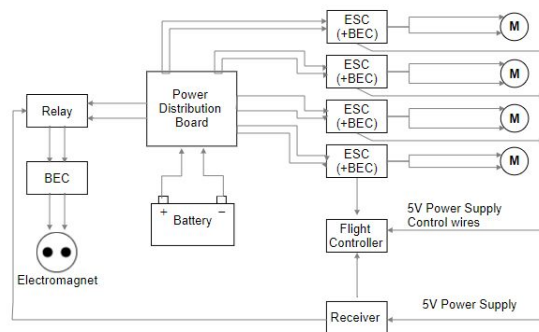 ESC
(+BEC)
M
ESC
(+BEC)
M
Power
Distribution
Board
Relay
ESC
(+BEC)
M
ESC
(+BEC)
M
BEC
+
−
Battery
5V Power Supply
Control wires
Flight
Controller
Electromagnet
Receiver
5V Power Supply